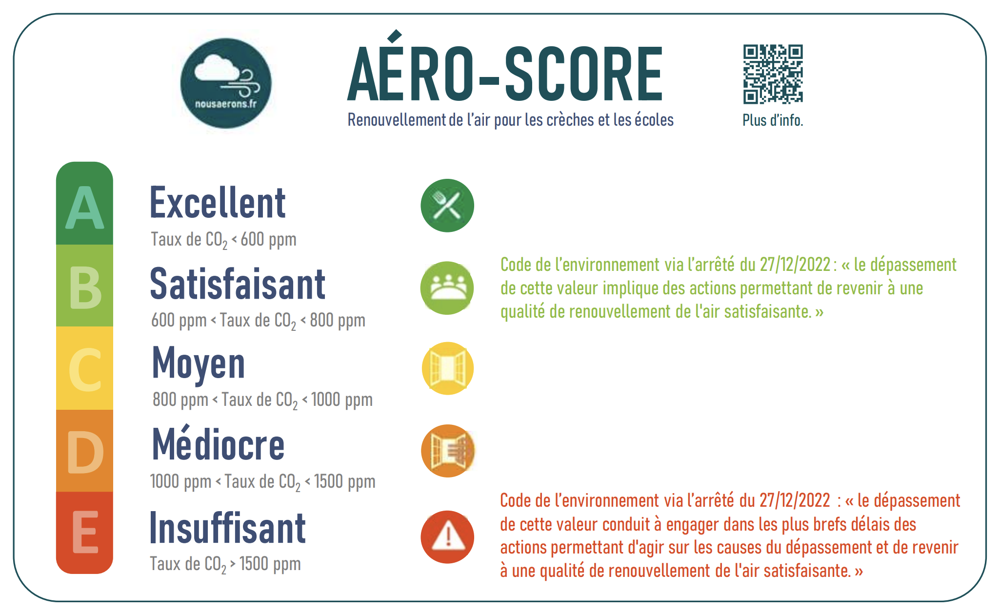 nousaerons.fr
AÉRO-SCORE
Renouvellement de l’air pour les crèches et les écoles
Plus d’info.
A
Excellent
Taux de CO₂ < 600 ppm
B
Satisfaisant
600 ppm < Taux de CO₂ < 800 ppm
Code de l’environnement via l’arrêté du 27/12/2022 : « le dépassement
de cette valeur implique des actions permettant de revenir à une
qualité de renouvellement de l'air satisfaisante. »
C
Moyen
800 ppm < Taux de CO₂ < 1000 ppm
D
Médiocre
1000 ppm < Taux de CO₂ < 1500 ppm
E
Insuffisant
Taux de CO₂ > 1500 ppm
Code de l’environnement via l’arrêté du 27/12/2022 : « le dépassement
de cette valeur conduit à engager dans les plus brefs délais des
actions permettant d'agir sur les causes du dépassement et de revenir
à une qualité de renouvellement de l'air satisfaisante. »